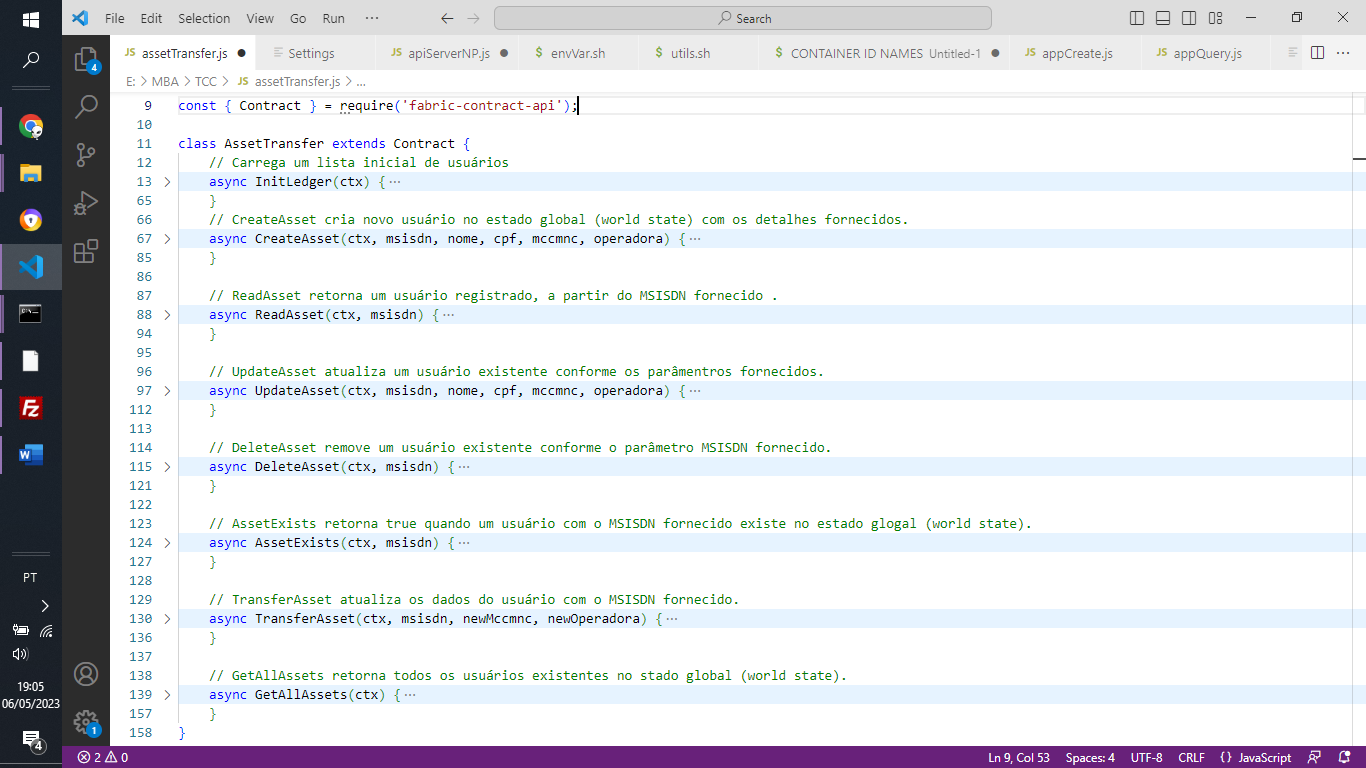 File Edit Selection View Go Run ··· Search
JS assetTransfer.js Settings JS apiServerNP.js $ envVar.sh $ utils.sh $ CONTAINER ID NAMES Untitled-1 JS appCreate.js JS appQuery.js
E: > MBA > TCC > JS assetTransfer.js > ...
9 const { Contract } = require('fabric-contract-api');
10
11 class AssetTransfer extends Contract {
12 // Carrega um lista inicial de usuários
13 async InitLedger(ctx) {···
65 }
66 // CreateAsset cria novo usuário no estado global (world state) com os detalhes fornecidos.
67 async CreateAsset(ctx, msisdn, nome, cpf, mccmnc, operadora) {···
85 }
86
87 // ReadAsset retorna um usuário registrado, a partir do MSISDN fornecido .
88 async ReadAsset(ctx, msisdn) {···
94 }
95
96 // UpdateAsset atualiza um usuário existente conforme os parâmentros fornecidos.
97 async UpdateAsset(ctx, msisdn, nome, cpf, mccmnc, operadora) {···
112 }
113
114 // DeleteAsset remove um usuário existente conforme o parâmetro MSISDN fornecido.
115 async DeleteAsset(ctx, msisdn) {···
121 }
122
123 // AssetExists retorna true quando um usuário com o MSISDN fornecido existe no estado glogal (world state).
124 async AssetExists(ctx, msisdn) {···
127 }
128
129 // TransferAsset atualiza os dados do usuário com o MSISDN fornecido.
130 async TransferAsset(ctx, msisdn, newMccmnc, newOperadora) {···
136 }
137
138 // GetAllAssets retorna todos os usuários existentes no stado global (world state).
139 async GetAllAssets(ctx) {···
157 }
158 }
4
1
PT
19:05
06/05/2023
4
2 0 Ln 9, Col 53 Spaces: 4 UTF-8 CRLF {} JavaScript